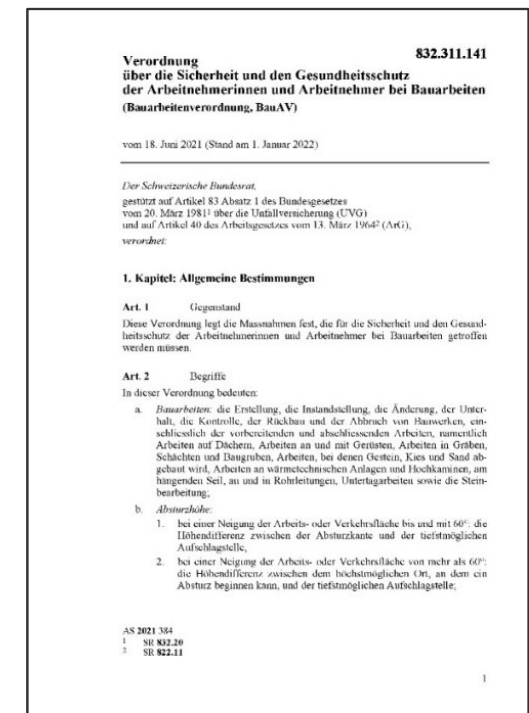 832.311.141
Verordnung
über die Sicherheit und den Gesundheitsschutz
der Arbeitnehmerinnen und Arbeitnehmer bei Bauarbeiten
(Bauarbeitenverordnung, BauAV)
vom 18. Juni 2021 (Stand am 1. Januar 2022)
Der Schweizerische Bundesrat,
gestützt auf Artikel 83 Absatz 1 des Bundesgesetzes
vom 20. März 1981¹ über die Unfallversicherung (UVG)
und auf Artikel 40 des Arbeitsgesetzes vom 13. März 1964² (ArG),
verordnet:
1. Kapitel: Allgemeine Bestimmungen
Art. 1 Gegenstand
Diese Verordnung legt die Massnahmen fest, die für die Sicherheit und den Gesund-
heitsschutz der Arbeitnehmerinnen und Arbeitnehmer bei Bauarbeiten getroffen
werden müssen.
Art. 2 Begriffe
In dieser Verordnung bedeuten:
a. Bauarbeiten: die Erstellung, die Instandstellung, die Änderung, der Unter-
halt, die Kontrolle, der Rückbau und der Abbruch von Bauwerken, ein-
schliesslich der vorbereitenden und abschliessenden Arbeiten, namentlich
Arbeiten auf Dächern, Arbeiten an und mit Gerüsten, Arbeiten in Gräben,
Schächten und Baugruben, Arbeiten, bei denen Gestein, Kies und Sand ab-
gebaut wird, Arbeiten an wärmetechnischen Anlagen und Hochkaminen, am
hängenden Seil, an und in Rohrleitungen, Untertagarbeiten sowie die Stein-
bearbeitung;
b. Absturzhöhe:
1. bei einer Neigung der Arbeits- oder Verkehrsfläche bis und mit 60°: die
Höhendifferenz zwischen der Absturzkante und der tiefstmöglichen
Aufschlagstelle,
2. bei einer Neigung der Arbeits- oder Verkehrsfläche von mehr als 60°:
die Höhendifferenz zwischen dem höchstmöglichen Ort, an dem ein
Absturz beginnen kann, und der tiefstmöglichen Aufschlagstelle;
AS 2021 384
1 SR 832.20
2 SR 822.11
1